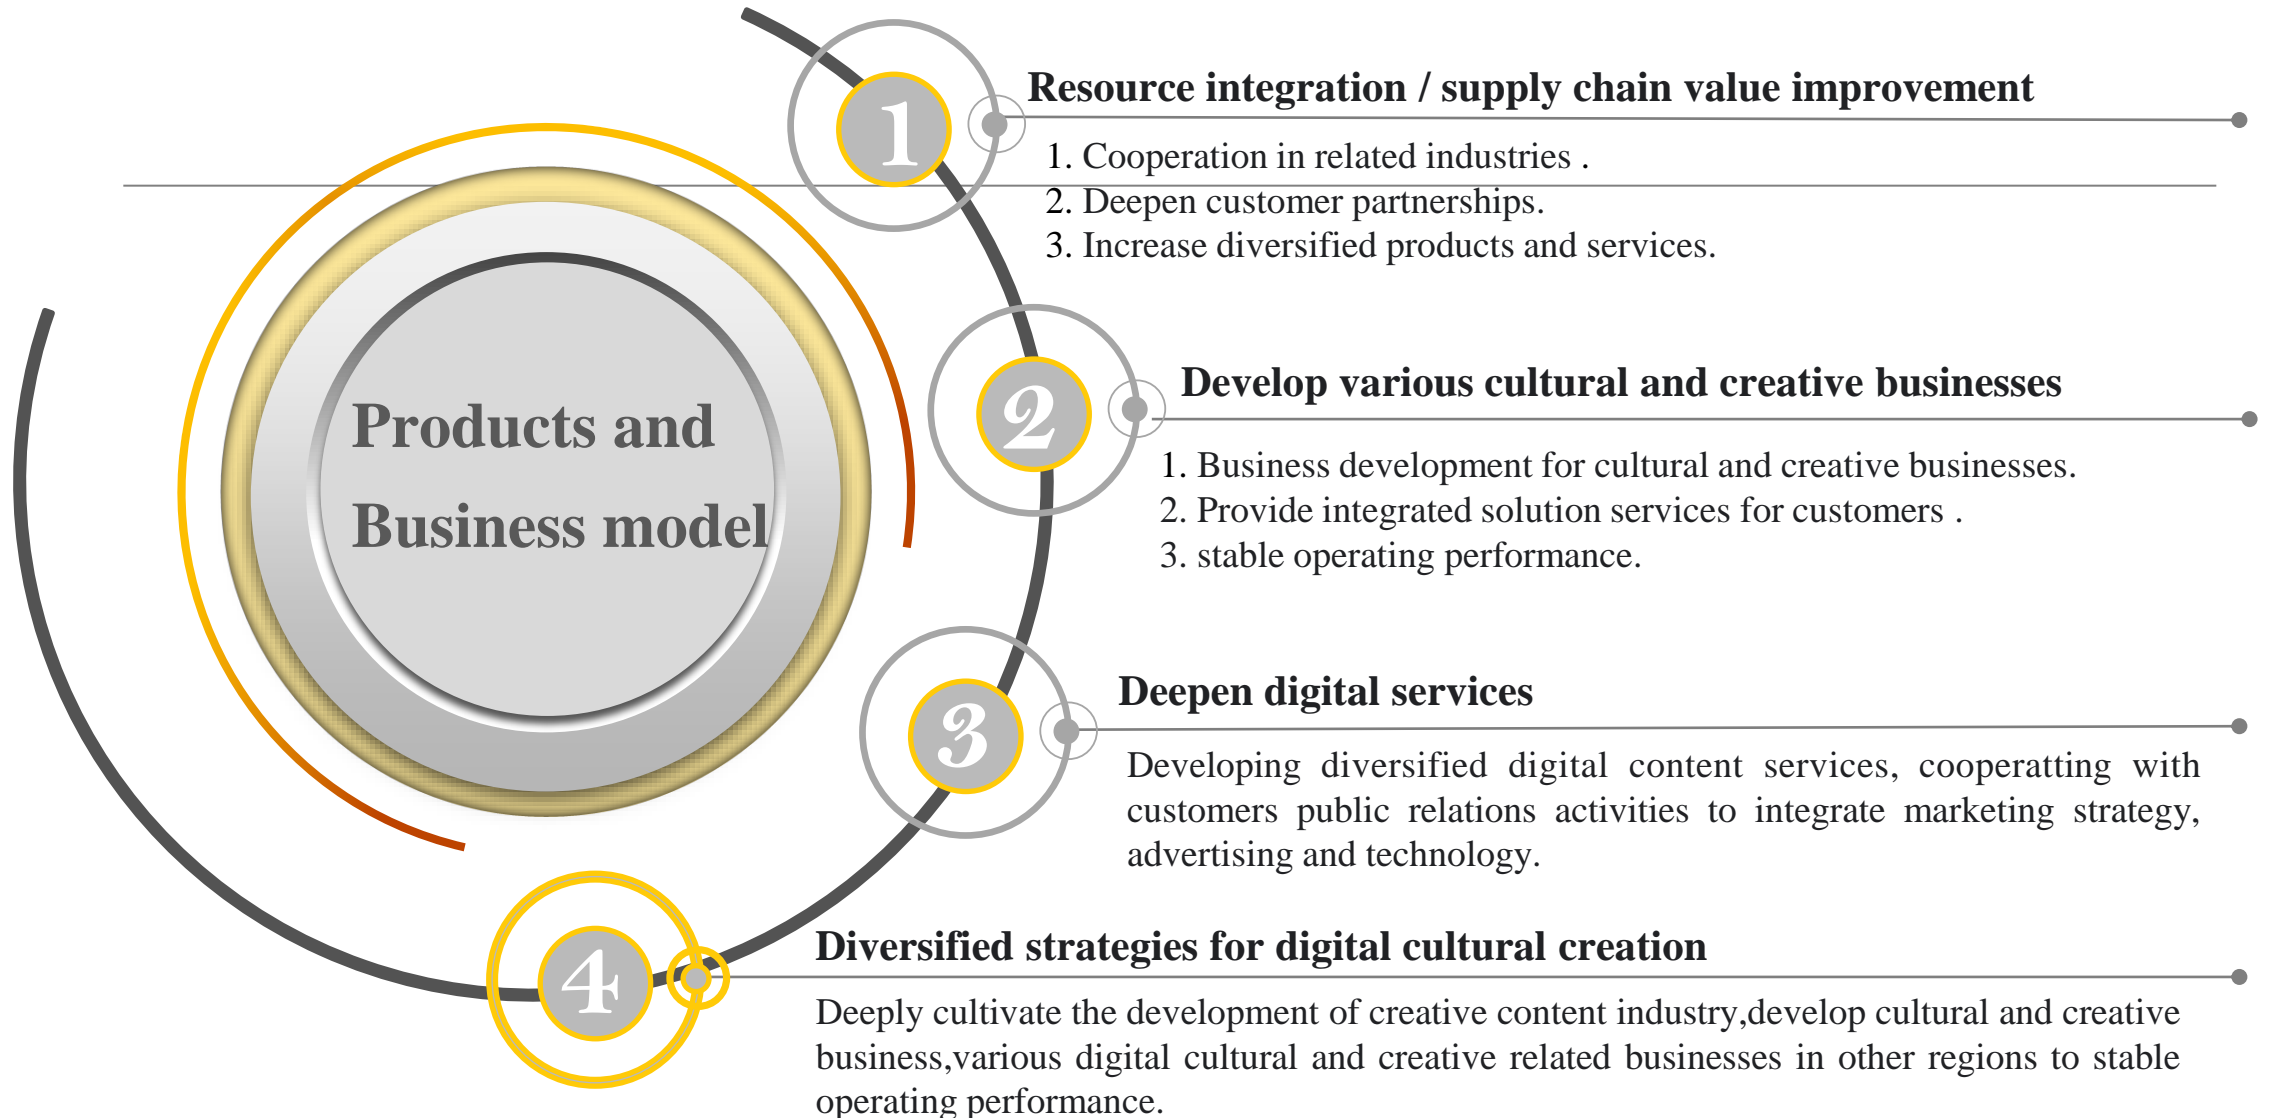 Products and
Business model
1
Resource integration / supply chain value improvement
1. Cooperation in related industries .
2. Deepen customer partnerships.
3. Increase diversified products and services.
2
Develop various cultural and creative businesses
1. Business development for cultural and creative businesses.
2. Provide integrated solution services for customers .
3. stable operating performance.
3
Deepen digital services
Developing diversified digital content services, cooperatting with
customers public relations activities to integrate marketing strategy,
advertising and technology.
4
Diversified strategies for digital cultural creation
Deeply cultivate the development of creative content industry,develop cultural and creative
business,various digital cultural and creative related businesses in other regions to stable
operating performance.